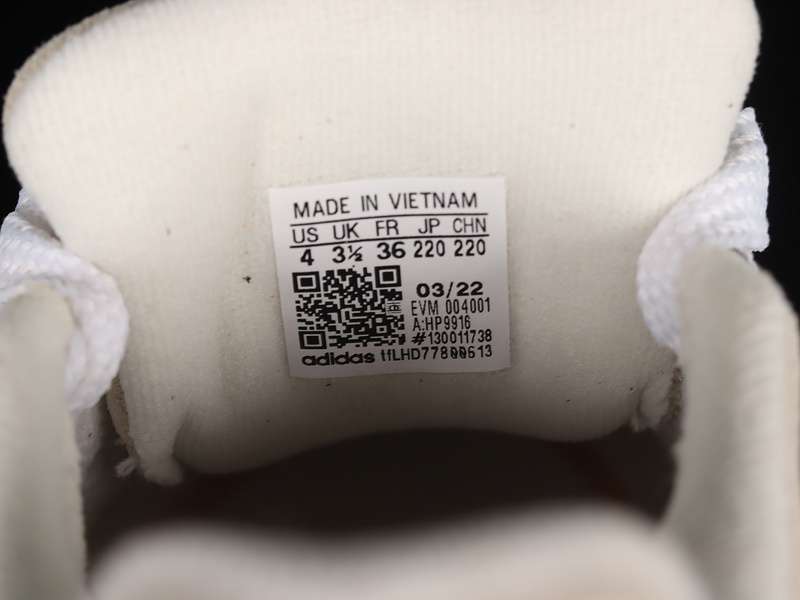 MADE IN VIETNAM
US UK FR JP CHN
4 3½ 36 220 220
03/22
EVM 004001
A:HP9916
#130011738
adidas